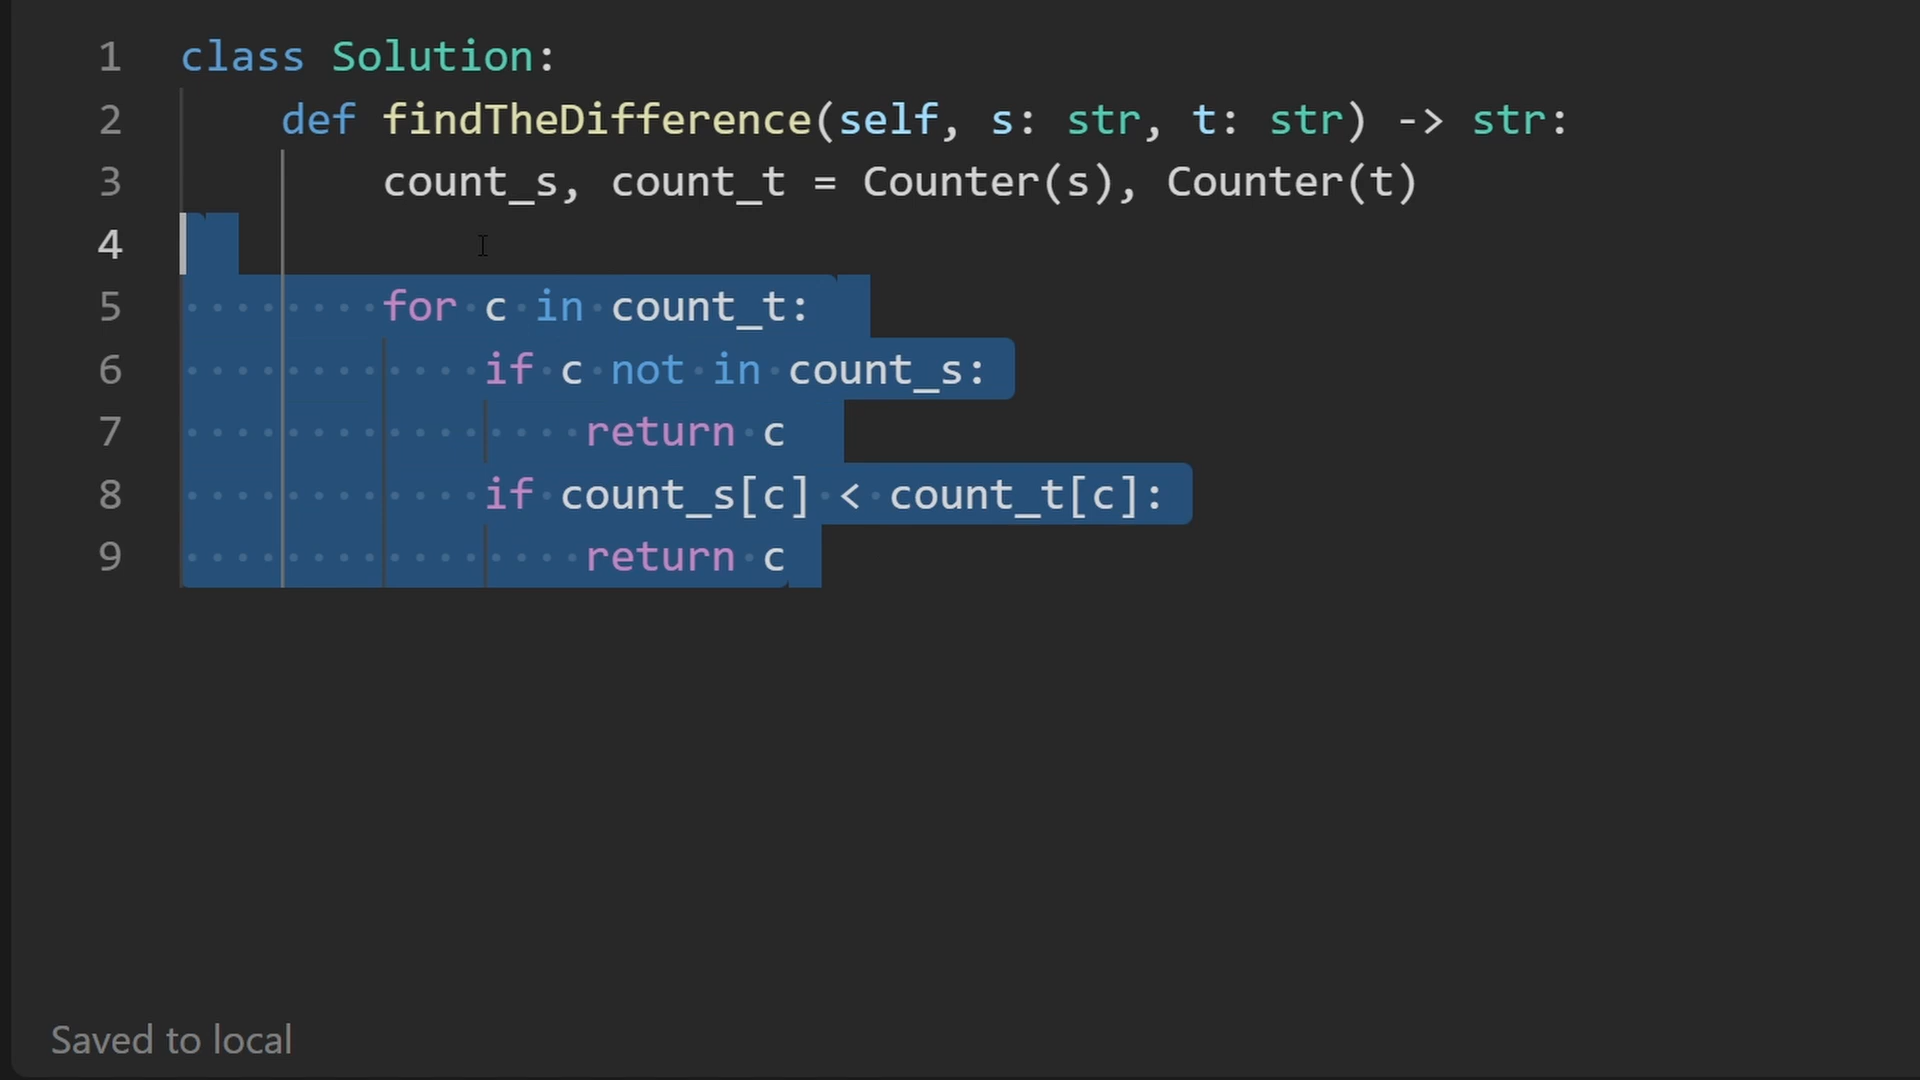 1 class Solution:
2 def findTheDifference(self, s: str, t: str) -> str:
3 count_s, count_t = Counter(s), Counter(t)
4
5 for c in count_t:
6 if c not in count_s:
7 return c
8 if count_s[c] < count_t[c]:
9 return c
Saved to local